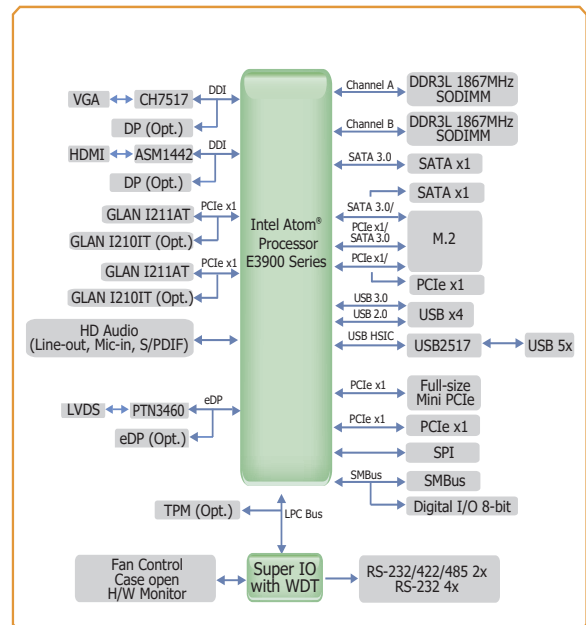 VGA
CH7517
DDI
DP (Opt.)
HDMI
ASM1442
DDI
DP (Opt.)
GLAN I211AT
PCIe x1
GLAN I210IT (Opt.)
GLAN I211AT
PCIe x1
GLAN I210IT (Opt.)
HD Audio
(Line-out, Mic-in, S/PDIF)
LVDS
PTN3460
eDP
eDP (Opt.)
Intel Atom®
Processor
E3900 Series
Channel A
DDR3L 1867MHz
SODIMM
Channel B
DDR3L 1867MHz
SODIMM
SATA 3.0
SATA x1
SATA x1
SATA 3.0/
PCIe x1/
SATA 3.0
PCIe x1/
M.2
PCIe x1
USB 3.0
USB 2.0
USB x4
USB HSIC
USB2517
USB 5x
PCIe x1
Full-size
Mini PCIe
PCIe x1
PCIe x1
SPI
SMBus
SMBus
Digital I/O 8-bit
TPM (Opt.)
LPC Bus
Fan Control
Case open
H/W Monitor
Super IO
with WDT
RS-232/422/485 2x
RS-232 4x